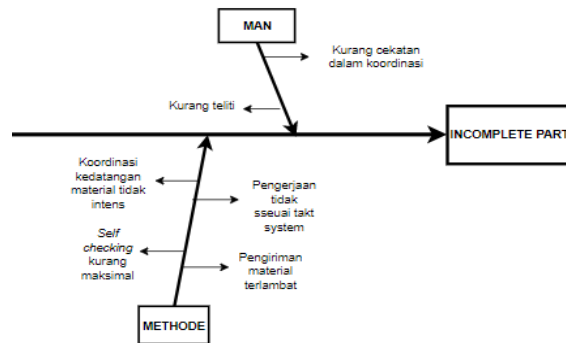 MAN
Kurang cekatan
dalam koordinasi
Kurang teliti
INCOMPLETE PART
Koordinasi
kedatangan
material tidak
intens
Pengerjaan
tidak
sseuai takt
system
Self
checking
kurang
maksimal
Pengiriman
material
terlambat
METHODE